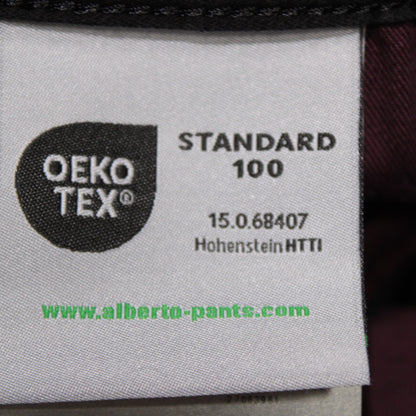 OEKO
TEX®
STANDARD
100
15.0.68407
Hohenstein HTTI
www.alberto-pants.com